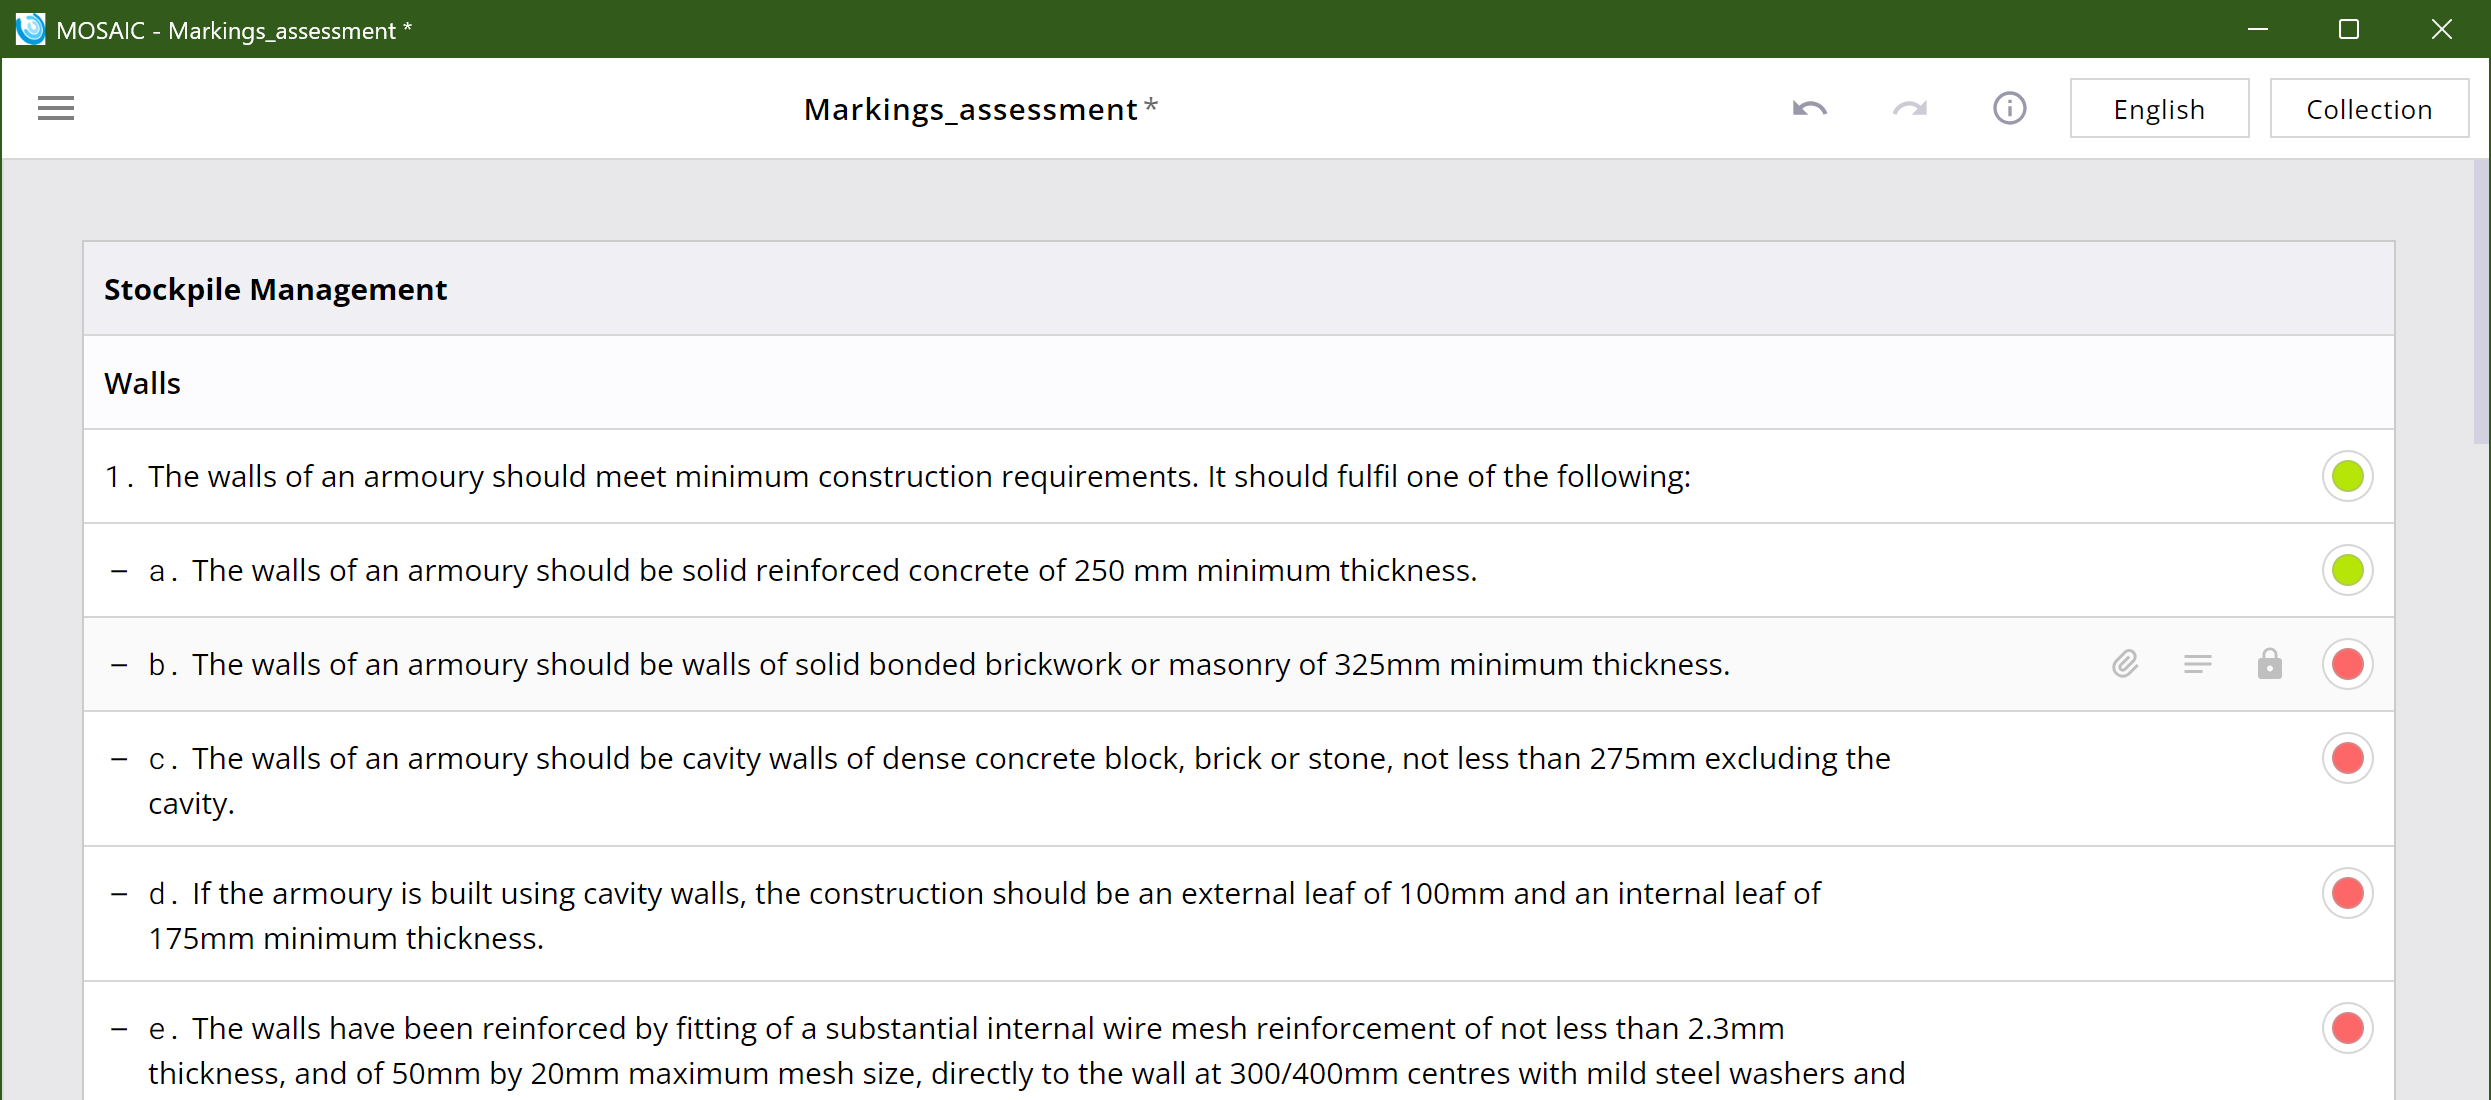 MOSAIC - Markings_assessment *
Markings_assessment *
English
Collection
Stockpile Management
Walls
1. The walls of an armoury should meet minimum construction requirements. It should fulfil one of the following:
– a. The walls of an armoury should be solid reinforced concrete of 250 mm minimum thickness.
– b. The walls of an armoury should be walls of solid bonded brickwork or masonry of 325mm minimum thickness.
– c. The walls of an armoury should be cavity walls of dense concrete block, brick or stone, not less than 275mm excluding the
cavity.
– d. If the armoury is built using cavity walls, the construction should be an external leaf of 100mm and an internal leaf of
175mm minimum thickness.
– e. The walls have been reinforced by fitting of a substantial internal wire mesh reinforcement of not less than 2.3mm
thickness, and of 50mm by 20mm maximum mesh size, directly to the wall at 300/400mm centres with mild steel washers and